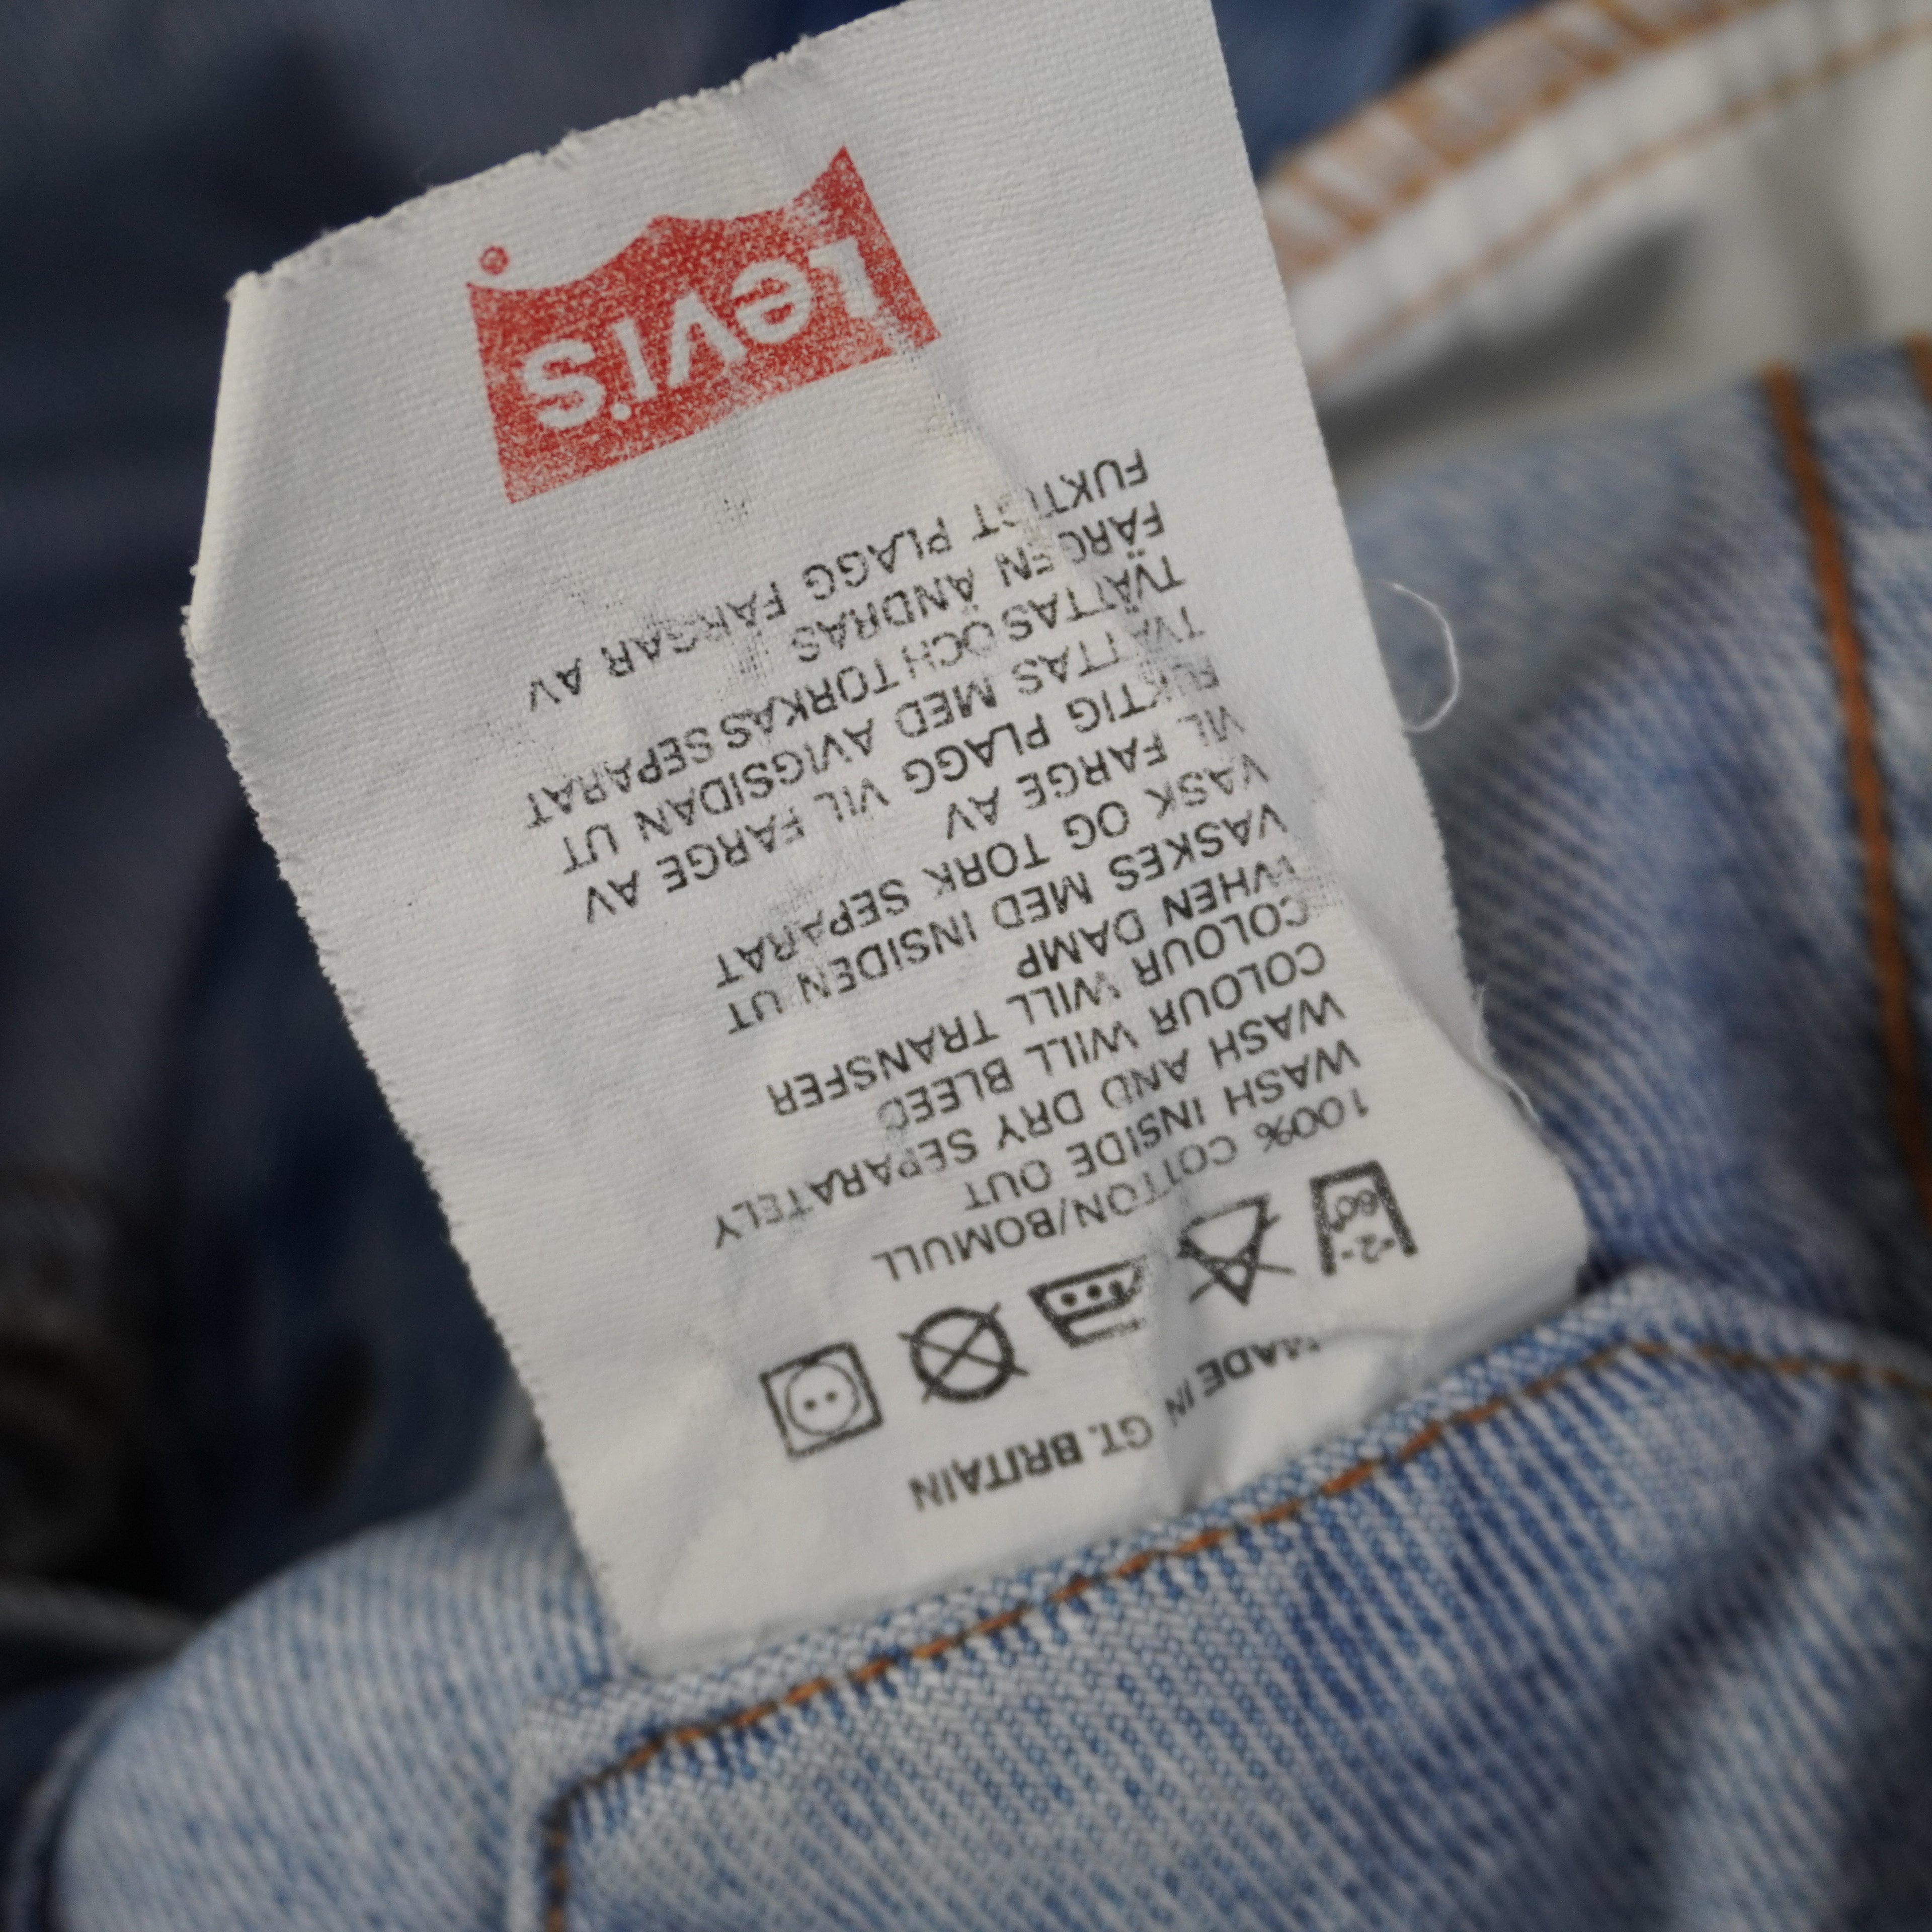 MADE IN GT. BRITAIN
-2- 60°
100% COTTON/BOMULL
WASH INSIDE OUT
WASH AND DRY SEPARATELY
COLOUR WILL BLEED
COLOUR WILL TRANSFER
WHEN DAMP
VASKES MED INSIDEN UT
VASK OG TORK SEPARAT
VIL FARGE AV
FUKTIG PLAGG VIL FARGE AV
TVÄTTAS MED AVIGSIDAN UT
TVÄTTAS OCH TORKAS SEPARAT
FÄRGEN ÄNDRAS
FUKTIGT PLAGG FÄRGAR AV
Levi's ®